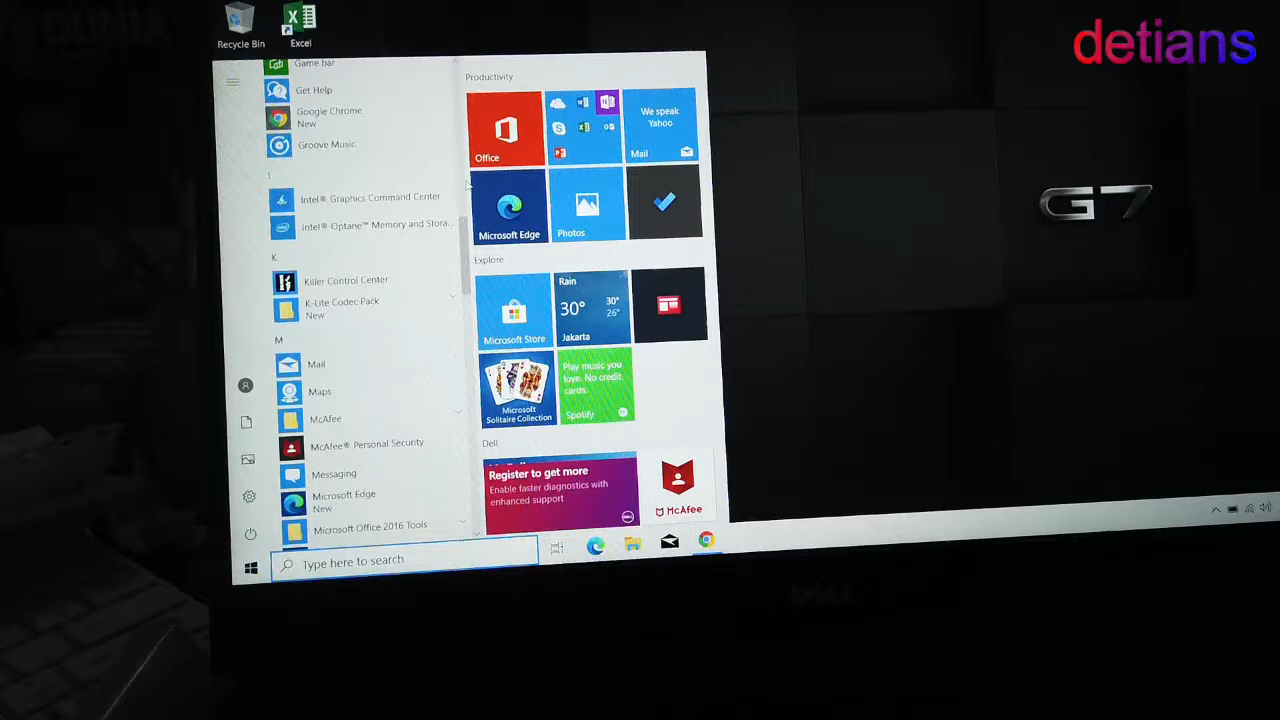 detians
Recycle Bin
Excel
Game bar
Get Help
Google Chrome
New
Groove Music
I
Intel® Graphics Command Center
Intel® Optane™ Memory and Stora...
K
Killer Control Center
K-Lite Codec Pack
New
M
Mail
Maps
McAfee
McAfee® Personal Security
Messaging
Microsoft Edge
New
Microsoft Office 2016 Tools
Type here to search
Productivity
Office
We speak
Yahoo
Mail
Microsoft Edge
Photos
Explore
Microsoft Store
Rain
30°
30°
26°
Jakarta
Microsoft
Solitaire Collection
Play music you
love. No credit
cards.
Spotify
Dell
Register to get more
Enable faster diagnostics with
enhanced support
DELL
McAfee
G7
DELL